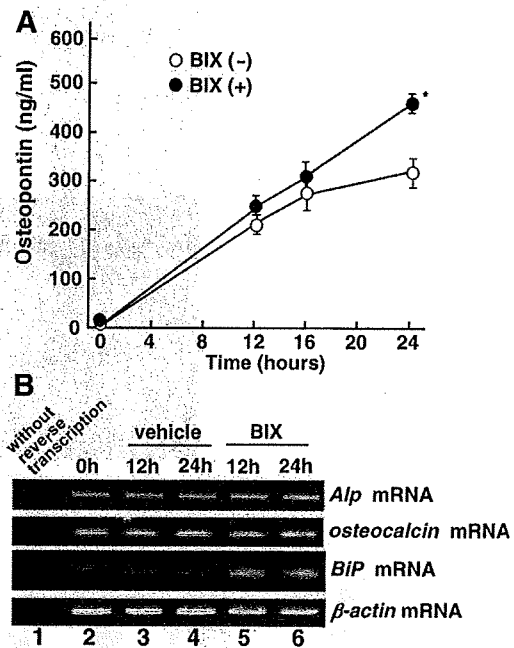 A
Osteopontin (ng/ml)
600
500
400
300
200
100
0
BIX (-)
BIX (+)
*
0 4 8 12 16 20 24
Time (hours)
B
without
reverse
transcription
vehicle BIX
0h 12h 24h 12h 24h
Alp mRNA
osteocalcin mRNA
BiP mRNA
β-actin mRNA
1 2 3 4 5 6